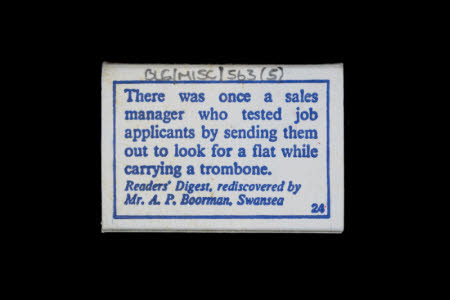 BLG/MISC/563(5)
There was once a sales
manager who tested job
applicants by sending them
out to look for a flat while
carrying a trombone.
Readers' Digest, rediscovered by
Mr. A. P. Boorman, Swansea
24